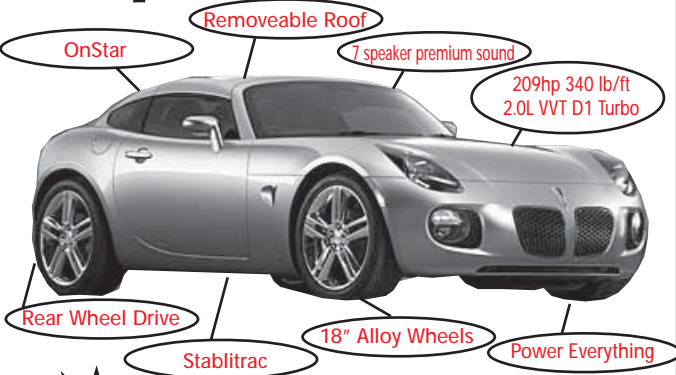 Removeable Roof
OnStar
7 speaker premium sound
209hp 340 lb/ft
2.0L VVT D1 Turbo
Rear Wheel Drive
18" Alloy Wheels
Stablitrac
Power Everything